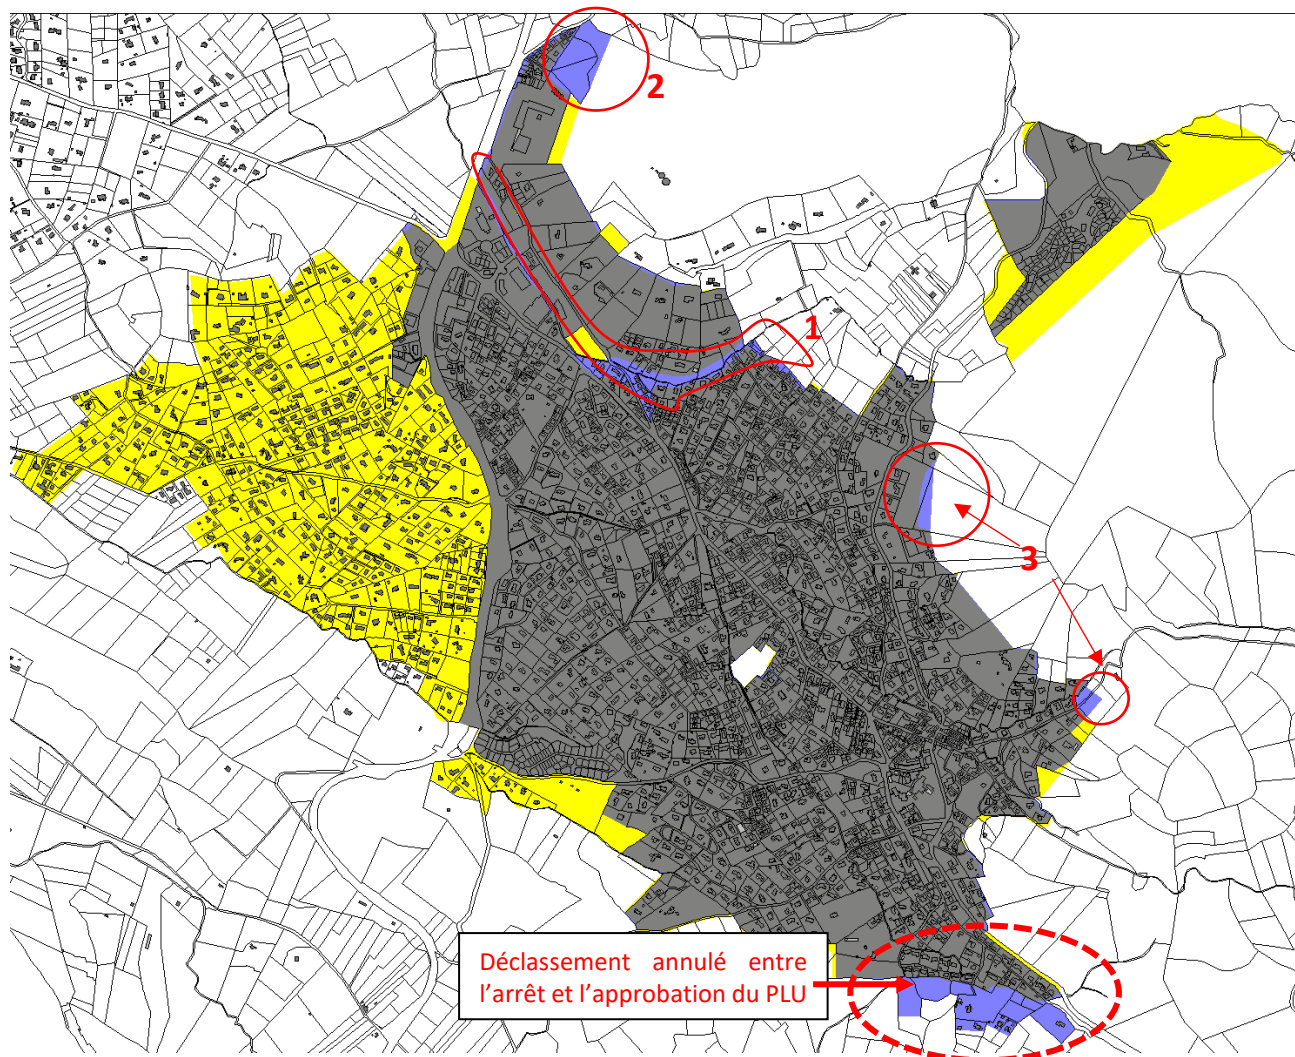 2
1
3
Déclassement annulé entre
l’arrêt et l’approbation du PLU